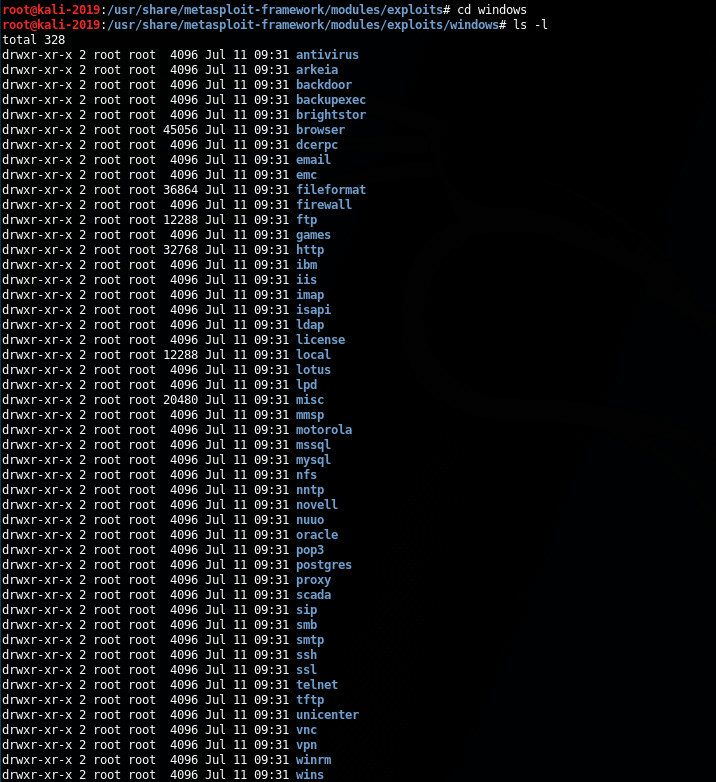 root@kali-2019:/usr/share/metasploit-framework/modules/exploits# cd windows
root@kali-2019:/usr/share/metasploit-framework/modules/exploits/windows# ls -l
total 328
drwxr-xr-x 2 root root  4096 Jul 11 09:31 antivirus
drwxr-xr-x 2 root root  4096 Jul 11 09:31 arkeia
drwxr-xr-x 2 root root  4096 Jul 11 09:31 backdoor
drwxr-xr-x 2 root root  4096 Jul 11 09:31 backupexec
drwxr-xr-x 2 root root  4096 Jul 11 09:31 brightstor
drwxr-xr-x 2 root root 45056 Jul 11 09:31 browser
drwxr-xr-x 2 root root  4096 Jul 11 09:31 dcerpc
drwxr-xr-x 2 root root  4096 Jul 11 09:31 email
drwxr-xr-x 2 root root  4096 Jul 11 09:31 emc
drwxr-xr-x 2 root root 36864 Jul 11 09:31 fileformat
drwxr-xr-x 2 root root  4096 Jul 11 09:31 firewall
drwxr-xr-x 2 root root 12288 Jul 11 09:31 ftp
drwxr-xr-x 2 root root  4096 Jul 11 09:31 games
drwxr-xr-x 2 root root 32768 Jul 11 09:31 http
drwxr-xr-x 2 root root  4096 Jul 11 09:31 ibm
drwxr-xr-x 2 root root  4096 Jul 11 09:31 iis
drwxr-xr-x 2 root root  4096 Jul 11 09:31 imap
drwxr-xr-x 2 root root  4096 Jul 11 09:31 isapi
drwxr-xr-x 2 root root  4096 Jul 11 09:31 ldap
drwxr-xr-x 2 root root  4096 Jul 11 09:31 license
drwxr-xr-x 2 root root 12288 Jul 11 09:31 local
drwxr-xr-x 2 root root  4096 Jul 11 09:31 lotus
drwxr-xr-x 2 root root  4096 Jul 11 09:31 lpd
drwxr-xr-x 2 root root 20480 Jul 11 09:31 misc
drwxr-xr-x 2 root root  4096 Jul 11 09:31 mmsp
drwxr-xr-x 2 root root  4096 Jul 11 09:31 motorola
drwxr-xr-x 2 root root  4096 Jul 11 09:31 mssql
drwxr-xr-x 2 root root  4096 Jul 11 09:31 mysql
drwxr-xr-x 2 root root  4096 Jul 11 09:31 nfs
drwxr-xr-x 2 root root  4096 Jul 11 09:31 nntp
drwxr-xr-x 2 root root  4096 Jul 11 09:31 novell
drwxr-xr-x 2 root root  4096 Jul 11 09:31 nuuo
drwxr-xr-x 2 root root  4096 Jul 11 09:31 oracle
drwxr-xr-x 2 root root  4096 Jul 11 09:31 pop3
drwxr-xr-x 2 root root  4096 Jul 11 09:31 postgres
drwxr-xr-x 2 root root  4096 Jul 11 09:31 proxy
drwxr-xr-x 2 root root  4096 Jul 11 09:31 scada
drwxr-xr-x 2 root root  4096 Jul 11 09:31 sip
drwxr-xr-x 2 root root  4096 Jul 11 09:31 smb
drwxr-xr-x 2 root root  4096 Jul 11 09:31 smtp
drwxr-xr-x 2 root root  4096 Jul 11 09:31 ssh
drwxr-xr-x 2 root root  4096 Jul 11 09:31 ssl
drwxr-xr-x 2 root root  4096 Jul 11 09:31 telnet
drwxr-xr-x 2 root root  4096 Jul 11 09:31 tftp
drwxr-xr-x 2 root root  4096 Jul 11 09:31 unicenter
drwxr-xr-x 2 root root  4096 Jul 11 09:31 vnc
drwxr-xr-x 2 root root  4096 Jul 11 09:31 vpn
drwxr-xr-x 2 root root  4096 Jul 11 09:31 winrm
drwxr-xr-x 2 root root  4096 Jul 11 09:31 wins